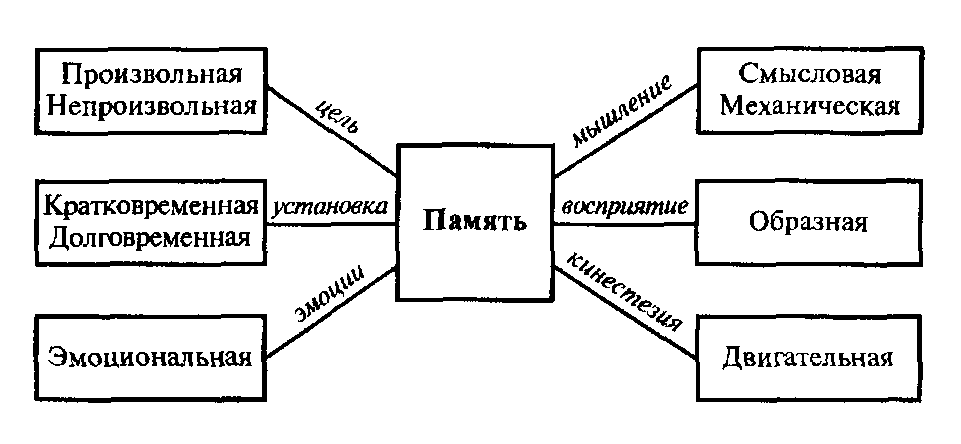 Произвольная
Непроизвольная
цель
мышление
Смысловая
Механическая
Кратковременная
Долговременная
установка
Память
восприятие
Образная
эмоции
кинестезия
Эмоциональная
Двигательная